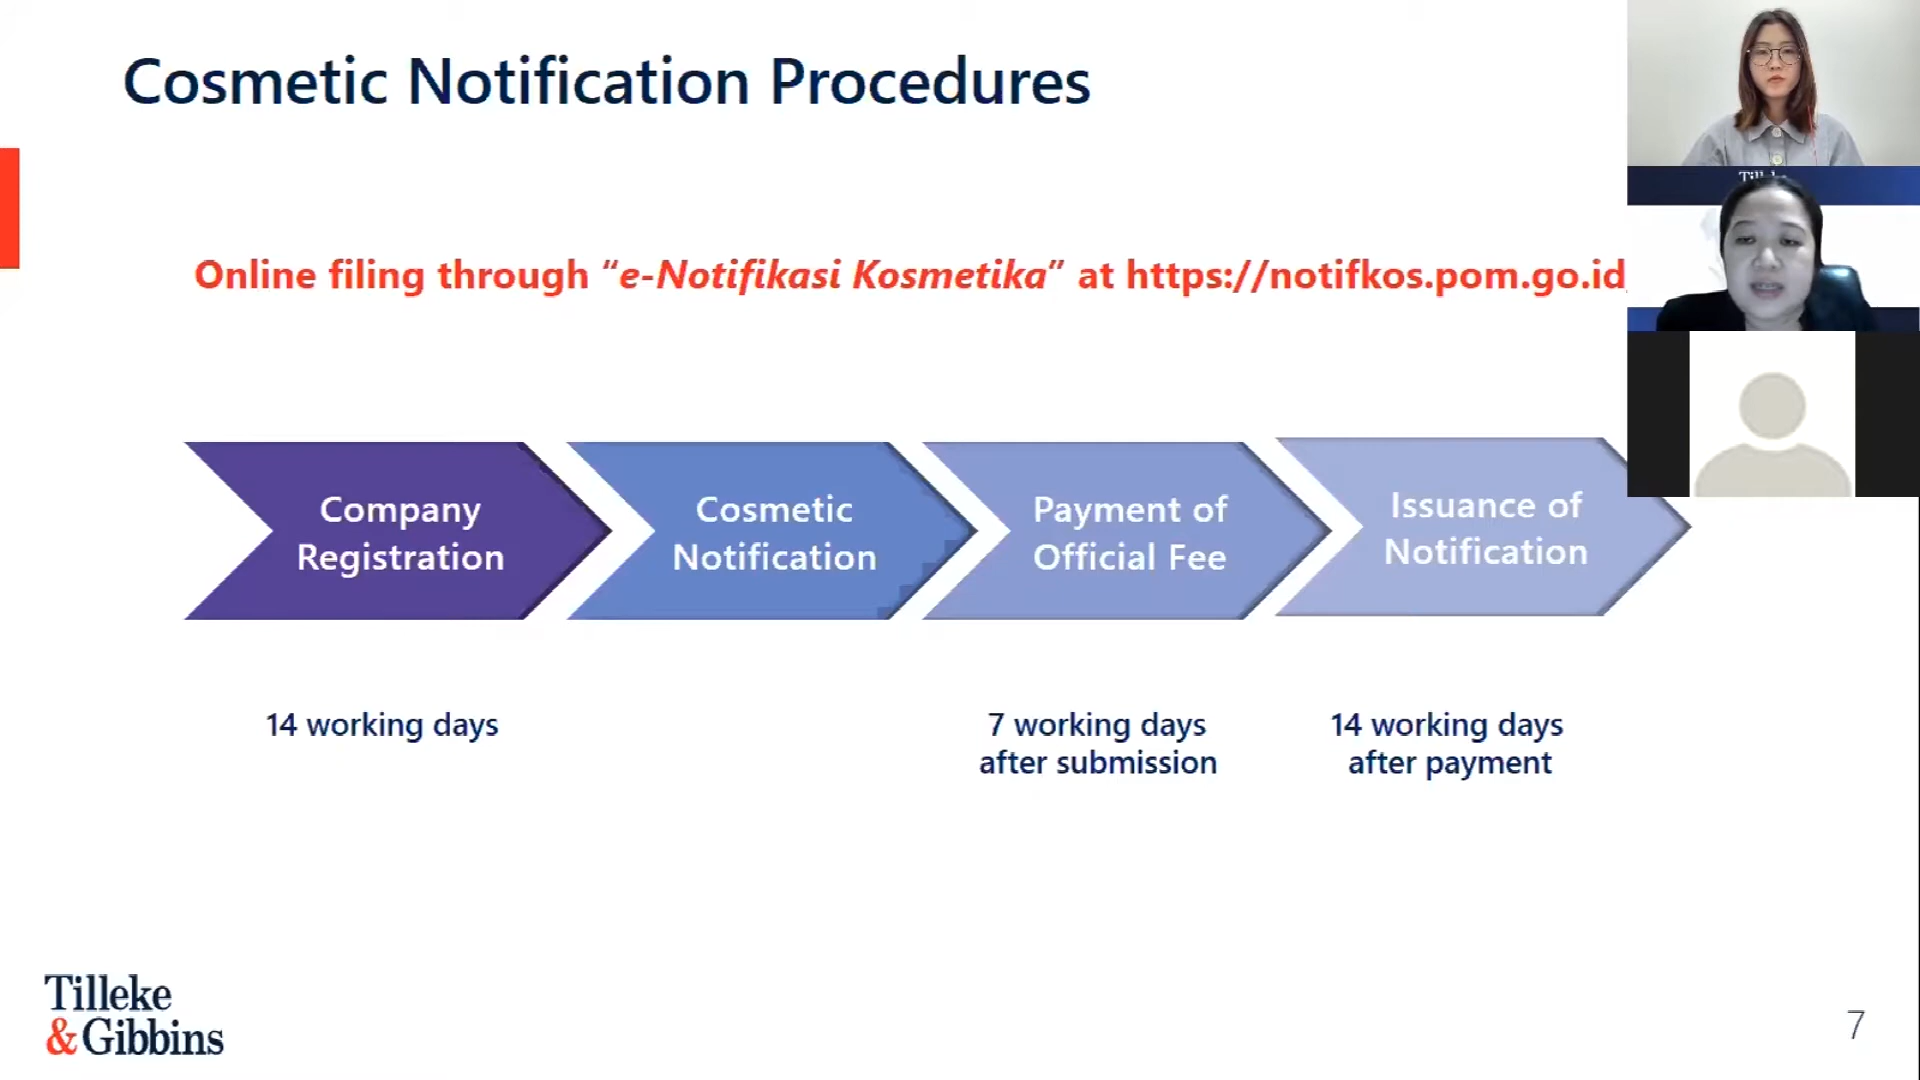 Cosmetic Notification Procedures
Online filing through “e-Notifikasi Kosmetika” at https://notifkos.pom.go.id
Company
Registration
Cosmetic
Notification
Payment of
Official Fee
Issuance of
Notification
14 working days
7 working days
after submission
14 working days
after payment
Tilleke
&Gibbins
7